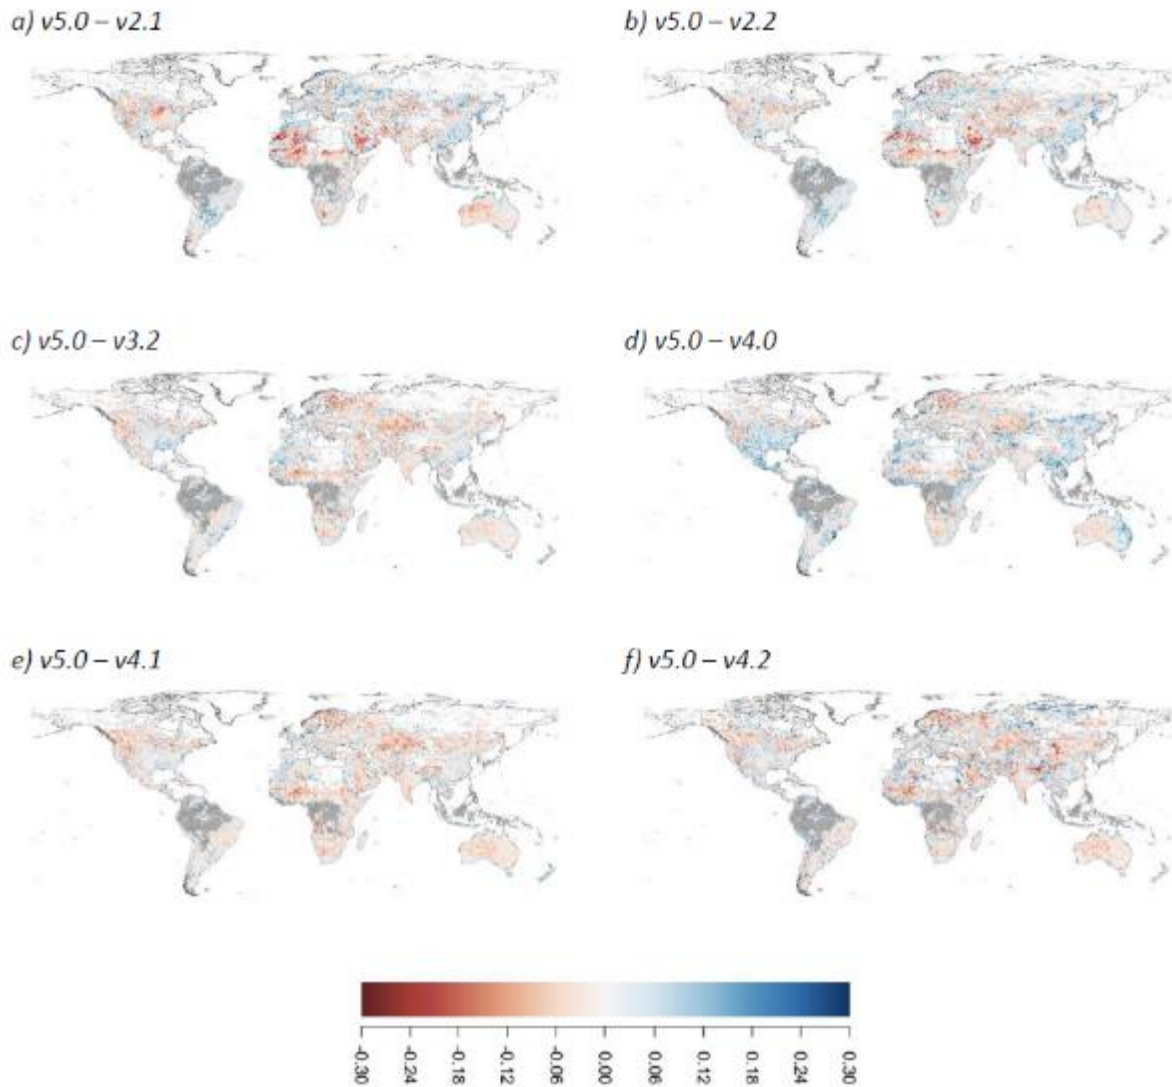 a) v5.0 – v2.1
b) v5.0 – v2.2
c) v5.0 – v3.2
d) v5.0 – v4.0
e) v5.0 – v4.1
f) v5.0 – v4.2
-0.30 -0.24 -0.18 -0.12 -0.06 0.00 0.06 0.12 0.18 0.24 0.30